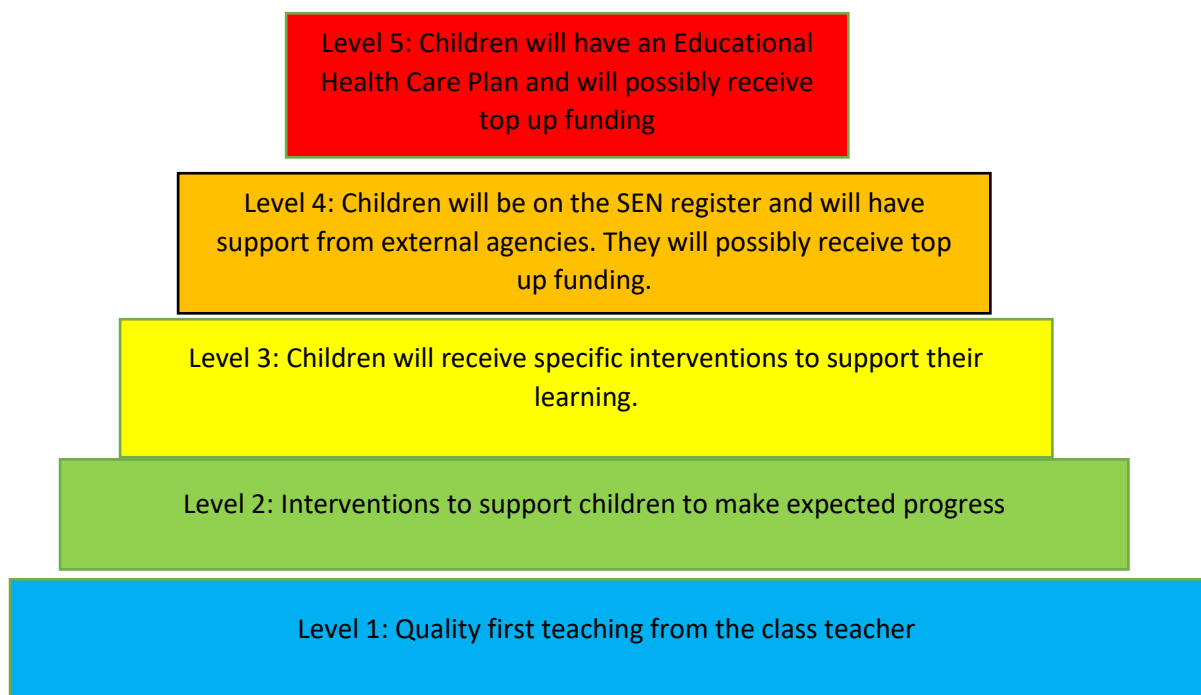 Level 5: Children will have an Educational
Health Care Plan and will possibly receive
top up funding
Level 4: Children will be on the SEN register and will have
support from external agencies. They will possibly receive top
up funding.
Level 3: Children will receive specific interventions to support their
learning.
Level 2: Interventions to support children to make expected progress
Level 1: Quality first teaching from the class teacher